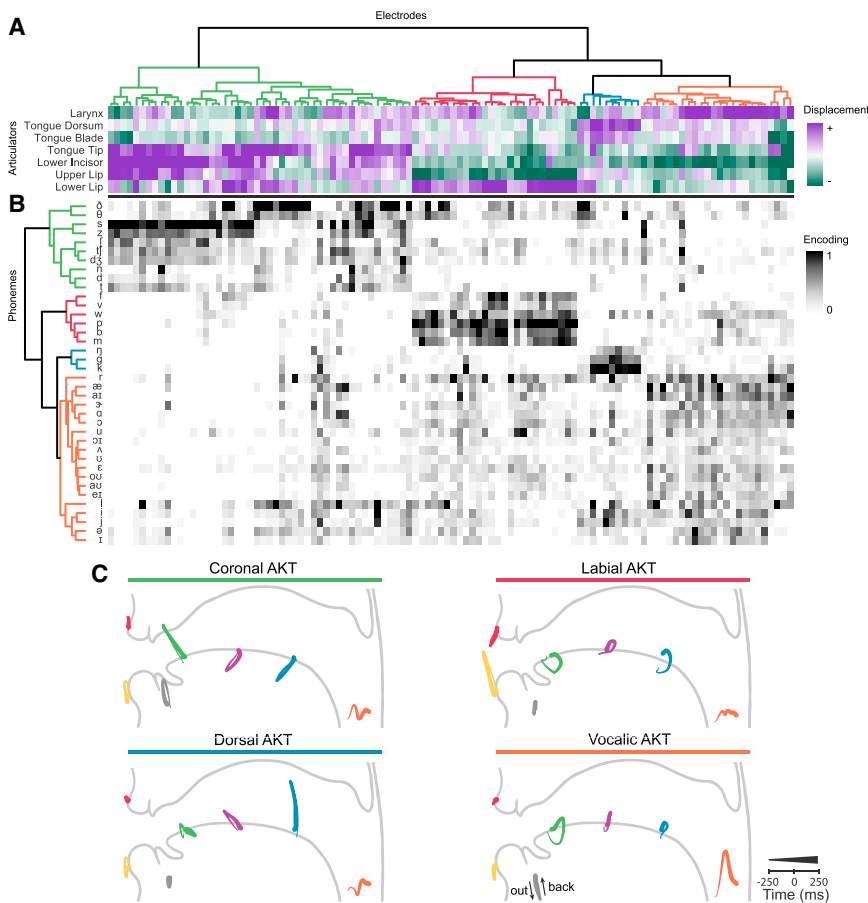 Electrodes
A
Articulators
Larynx
Tongue Dorsum
Tongue Blade
Tongue Tip
Lower Incisor
Upper Lip
Lower Lip
Displacement
+
-
B
Phonemes
ð
θ
s
z
ʃ
tʃ
dʒ
n
d
t
f
v
w
p
b
m
ŋ
g
k
r
æ
aɪ
ɝ
ɑ
ɔ
u
ɔɪ
ʌ
ʊ
ɛ
oʊ
aʊ
eɪ
l
i
j
ə
ɪ
Encoding
1
0
C
Coronal AKT
Labial AKT
Dorsal AKT
Vocalic AKT
out
back
-250 0 250
Time (ms)